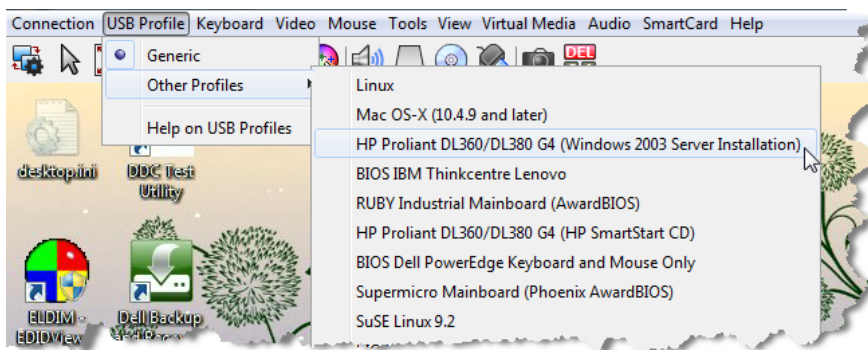 Connection USB Profile Keyboard Video Mouse Tools View Virtual Media Audio SmartCard Help
DEL
Generic
Other Profiles
Help on USB Profiles
Linux
Mac OS-X (10.4.9 and later)
HP Proliant DL360/DL380 G4 (Windows 2003 Server Installation)
BIOS IBM Thinkcentre Lenovo
RUBY Industrial Mainboard (AwardBIOS)
HP Proliant DL360/DL380 G4 (HP SmartStart CD)
BIOS Dell PowerEdge Keyboard and Mouse Only
Supermicro Mainboard (Phoenix AwardBIOS)
SuSE Linux 9.2
desktop.ini
DDC Test
Utility
ELDIM -
EDIDView
Dell Backup
and